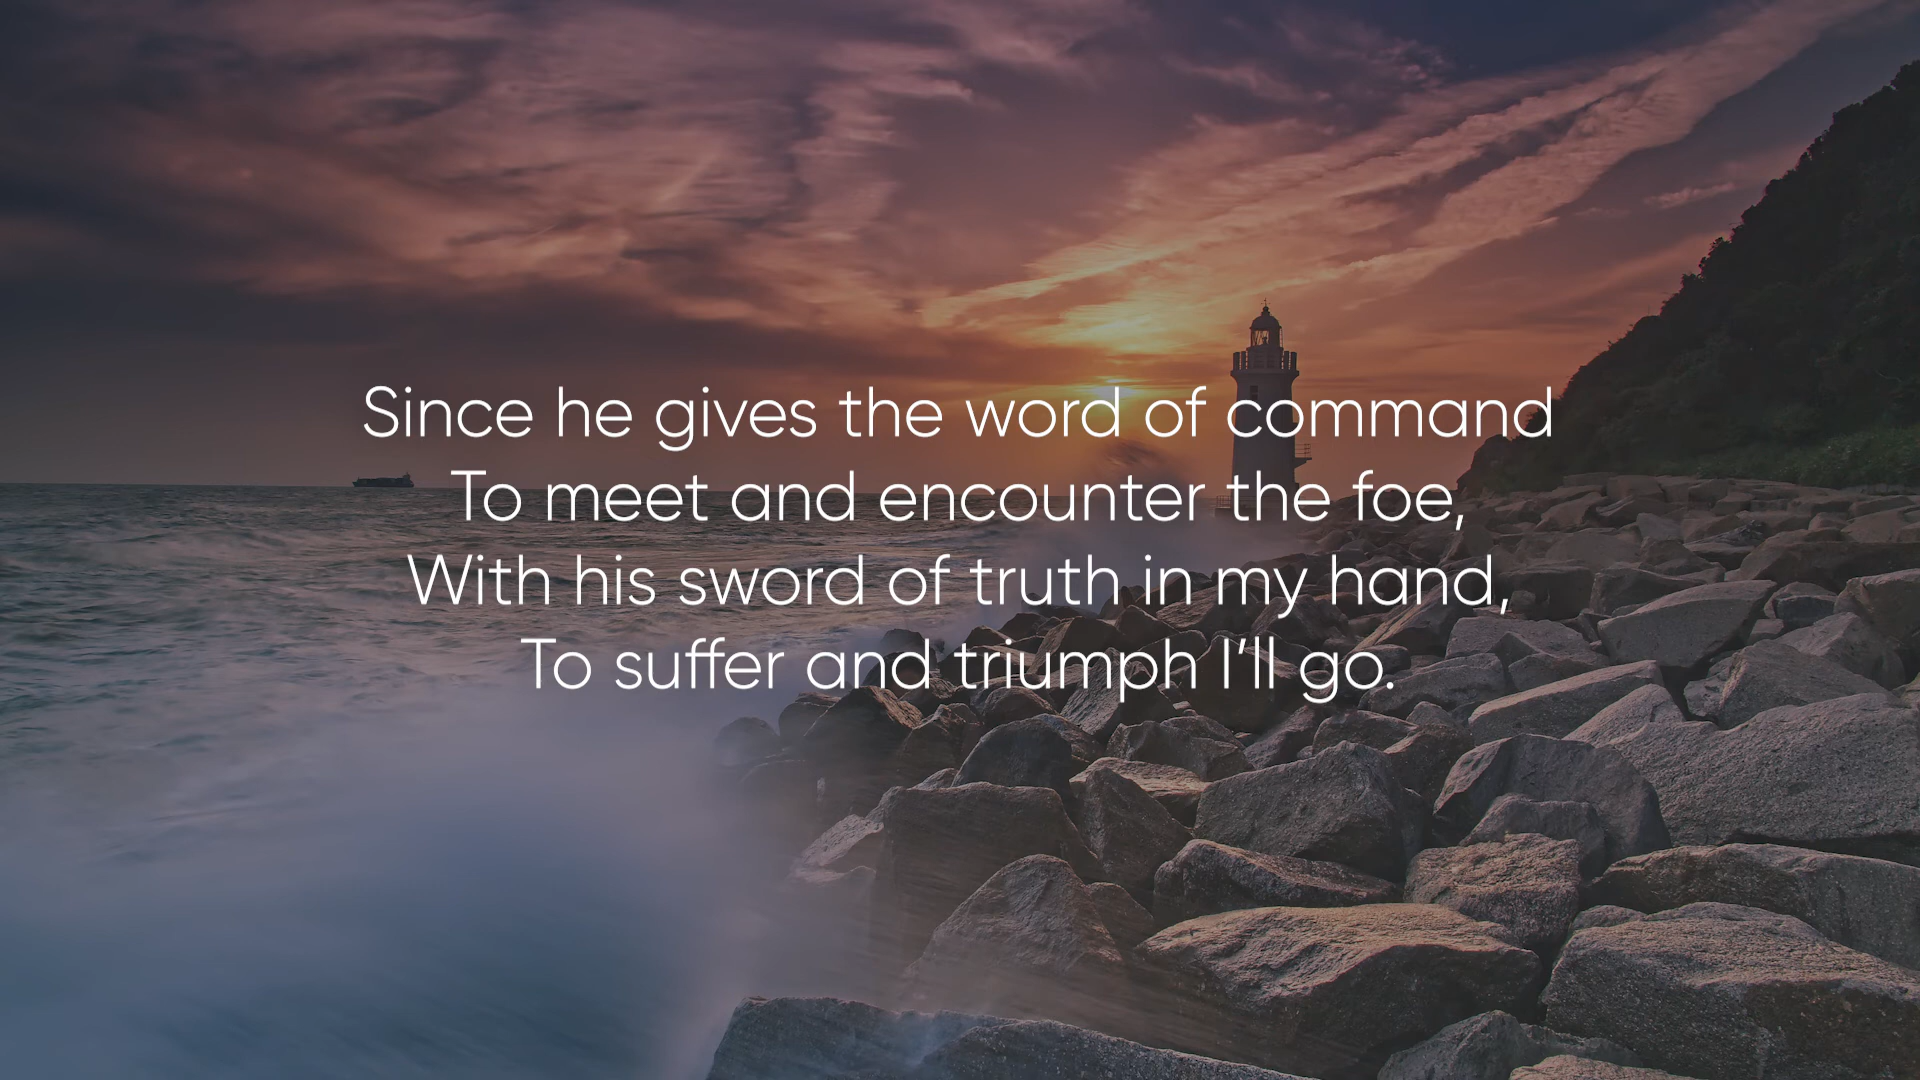 Since he gives the word of command
To meet and encounter the foe,
With his sword of truth in my hand,
To suffer and triumph I’ll go.